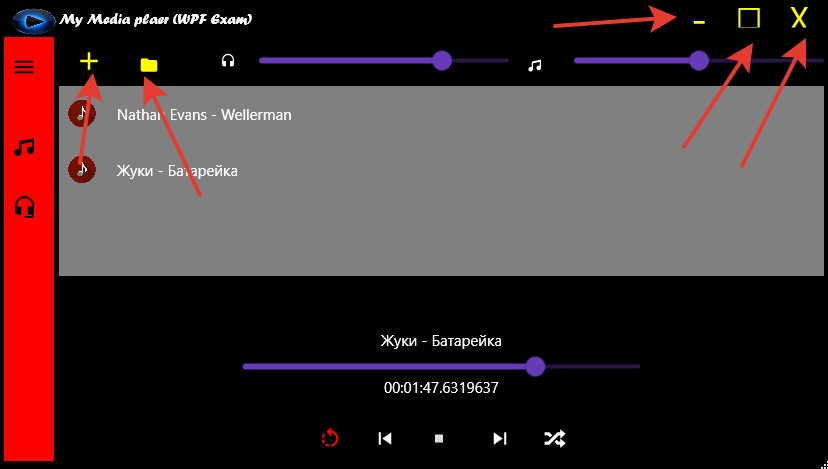 My Media plaer (WPF Exam)
Nathan Evans - Wellerman
Жуки - Батарейка
Жуки - Батарейка
00:01:47.6319637